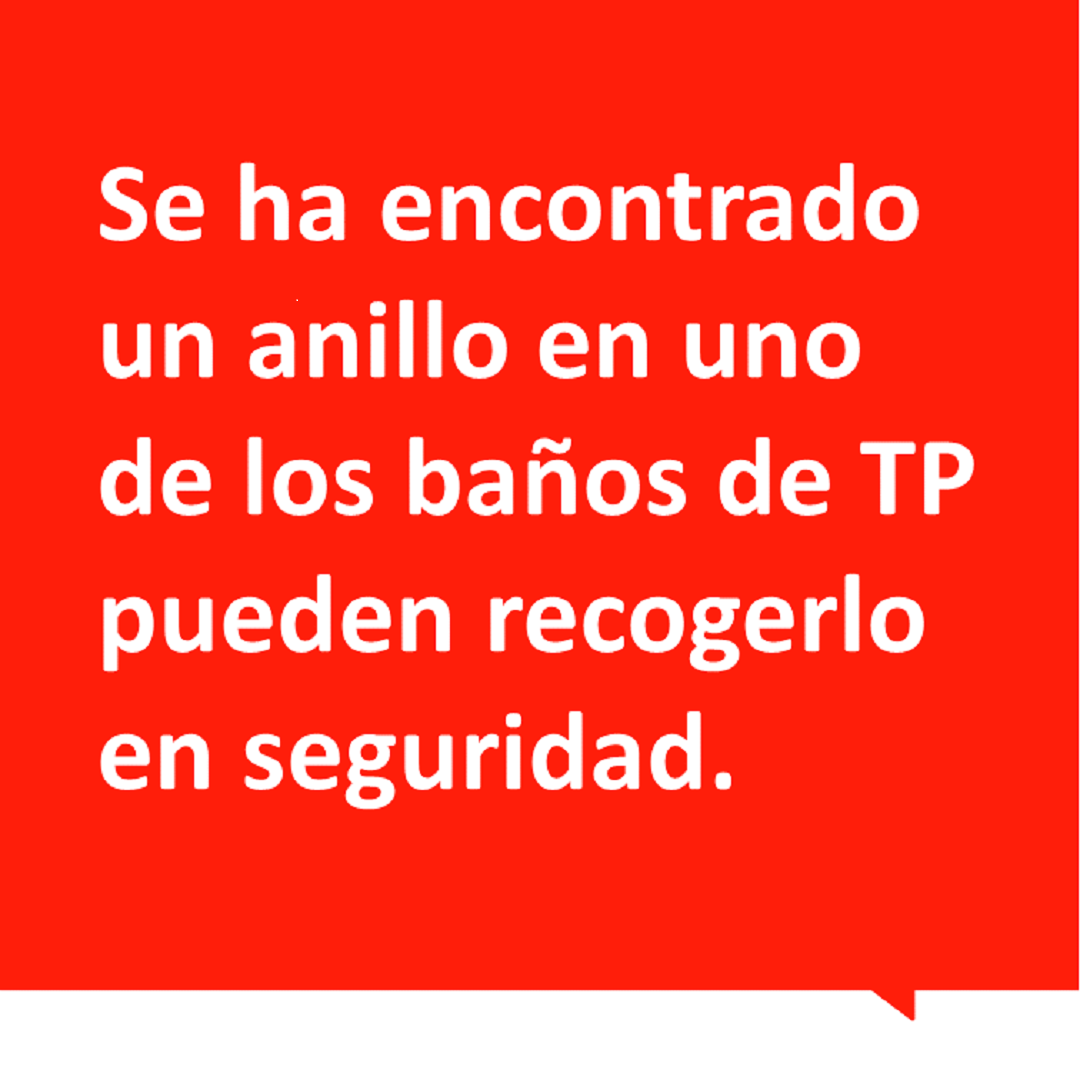 Se ha encontrado
un anillo en uno
de los baños de TP
pueden recogerlo
en seguridad.